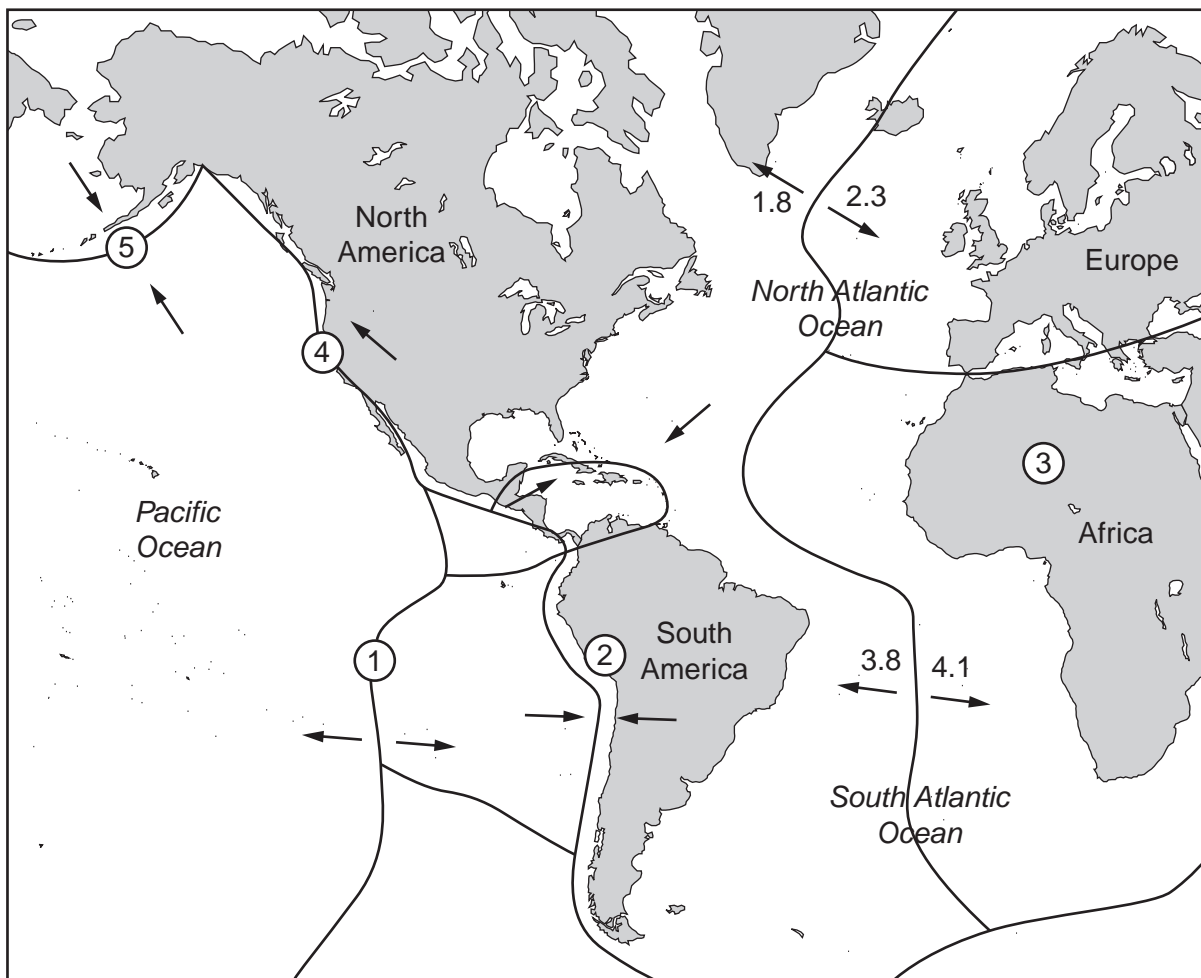 1.8
2.3
North
America
5
Europe
North Atlantic
Ocean
4
3
Pacific
Ocean
Africa
1
2
South
America
3.8
4.1
South Atlantic
Ocean